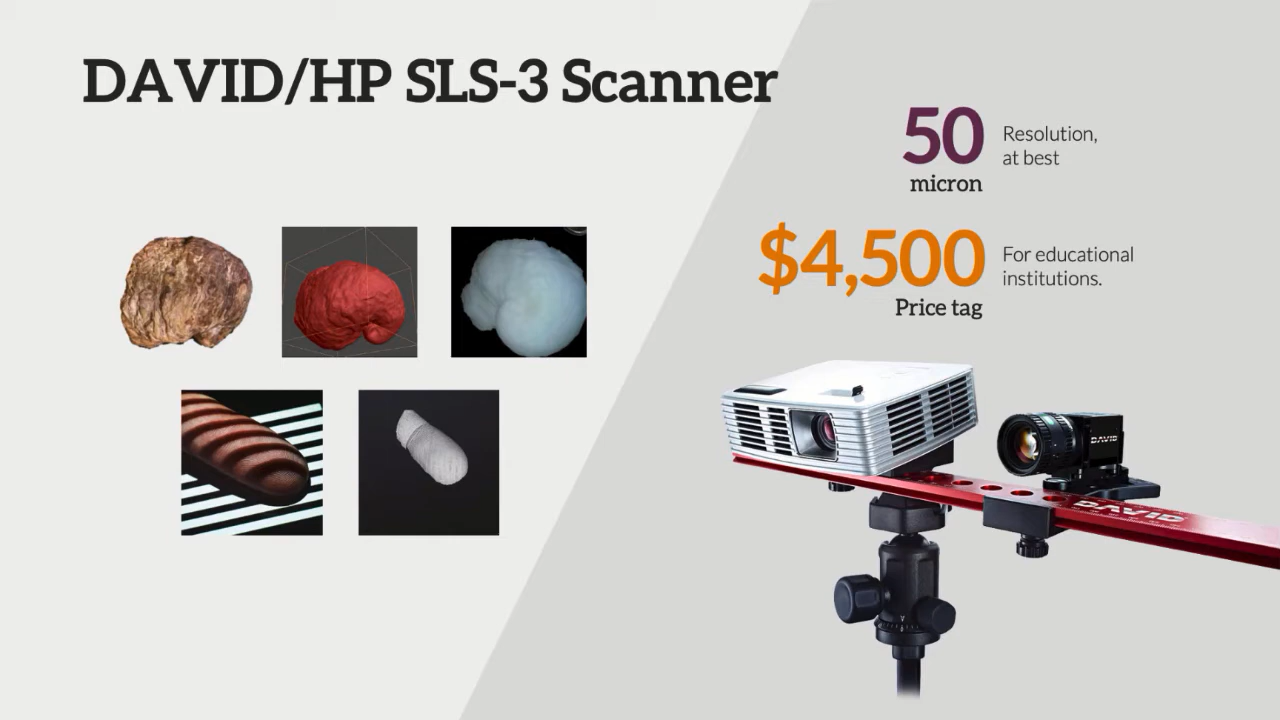 DAVID/HP SLS-3 Scanner
50
micron
Resolution,
at best
$4,500
Price tag
For educational
institutions.
DAVID
DAVID